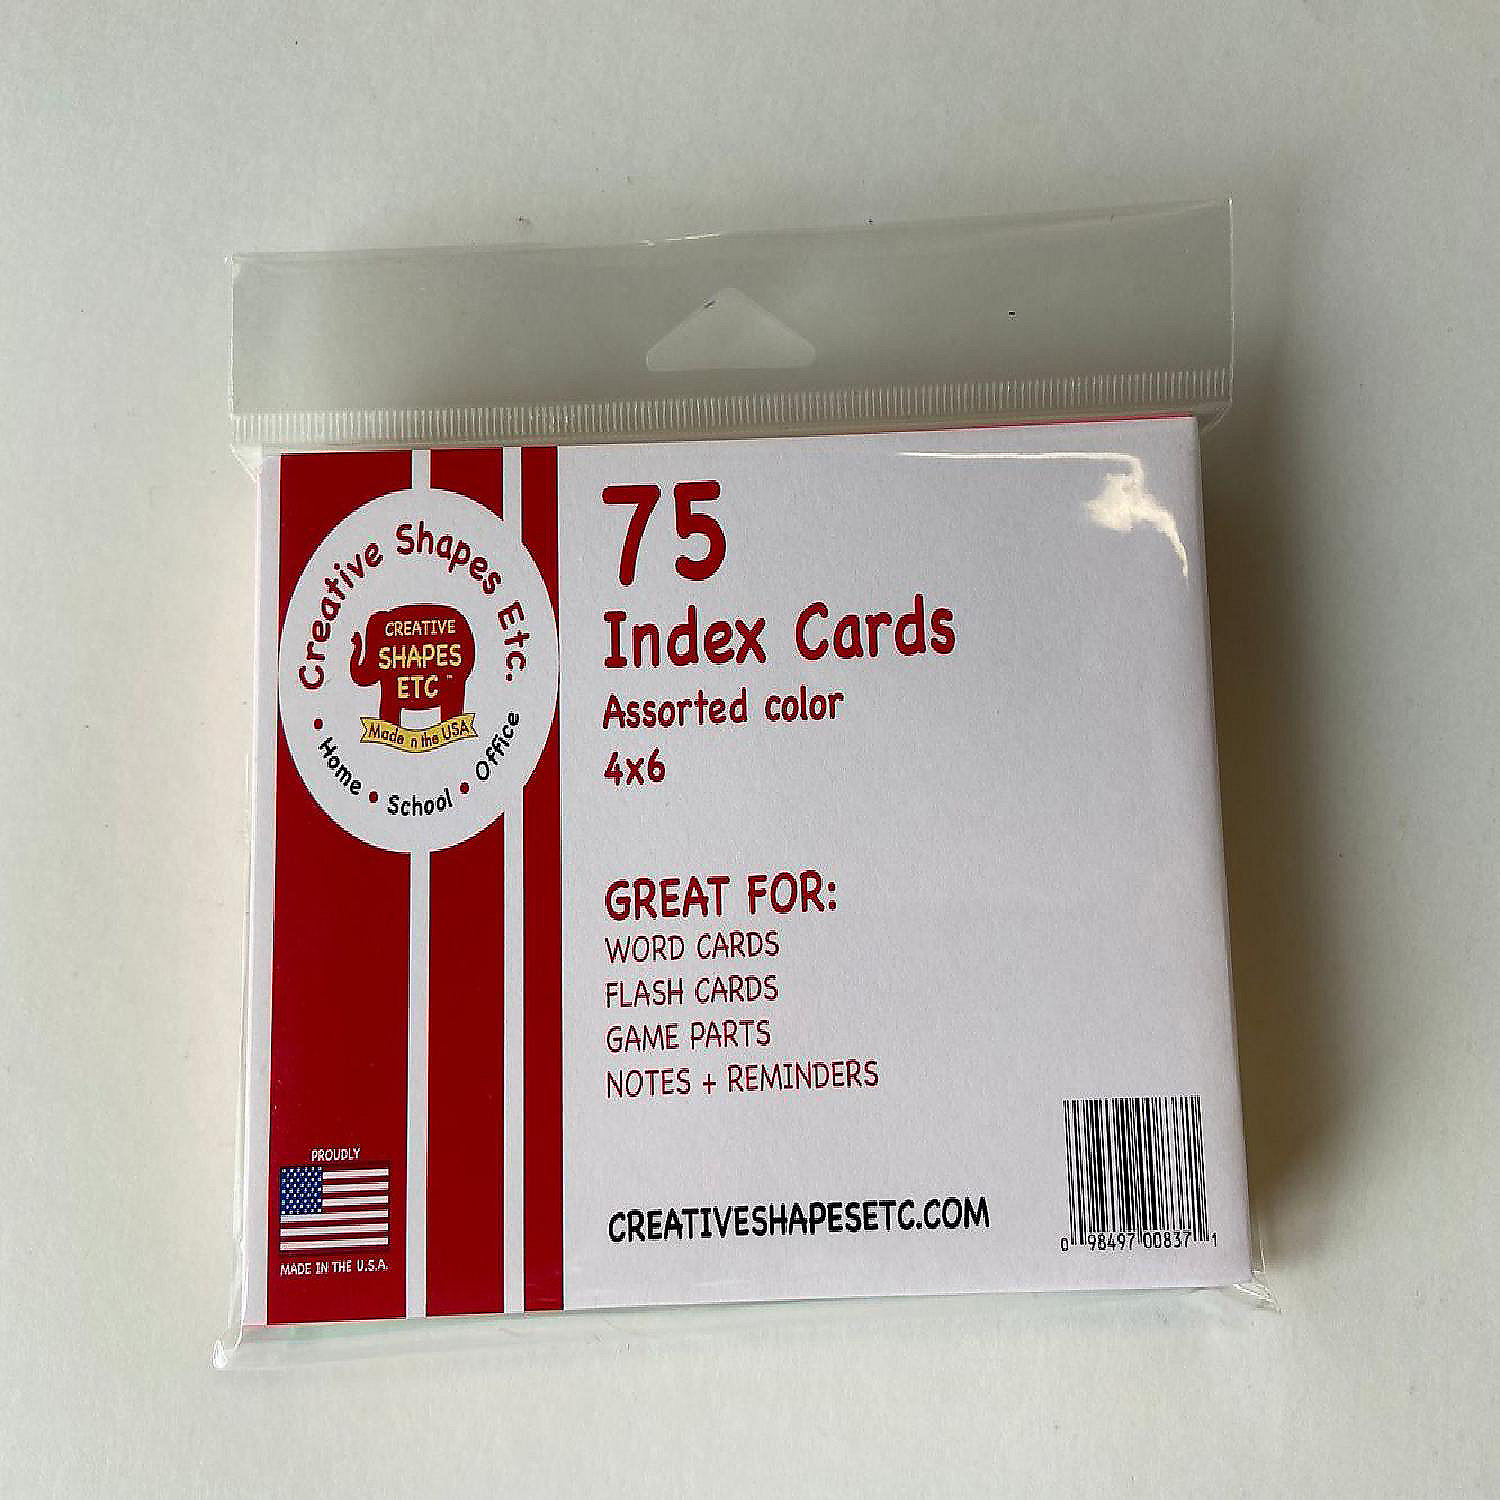 Creative Shapes Etc.
CREATIVE
SHAPES
ETC ™
Made n the USA
• Home • School • Office
75
Index Cards
Assorted color
4x6
GREAT FOR:
WORD CARDS
FLASH CARDS
GAME PARTS
NOTES + REMINDERS
PROUDLY
MADE IN THE U.S.A.
CREATIVESHAPESETC.COM
0 98497 00837 1